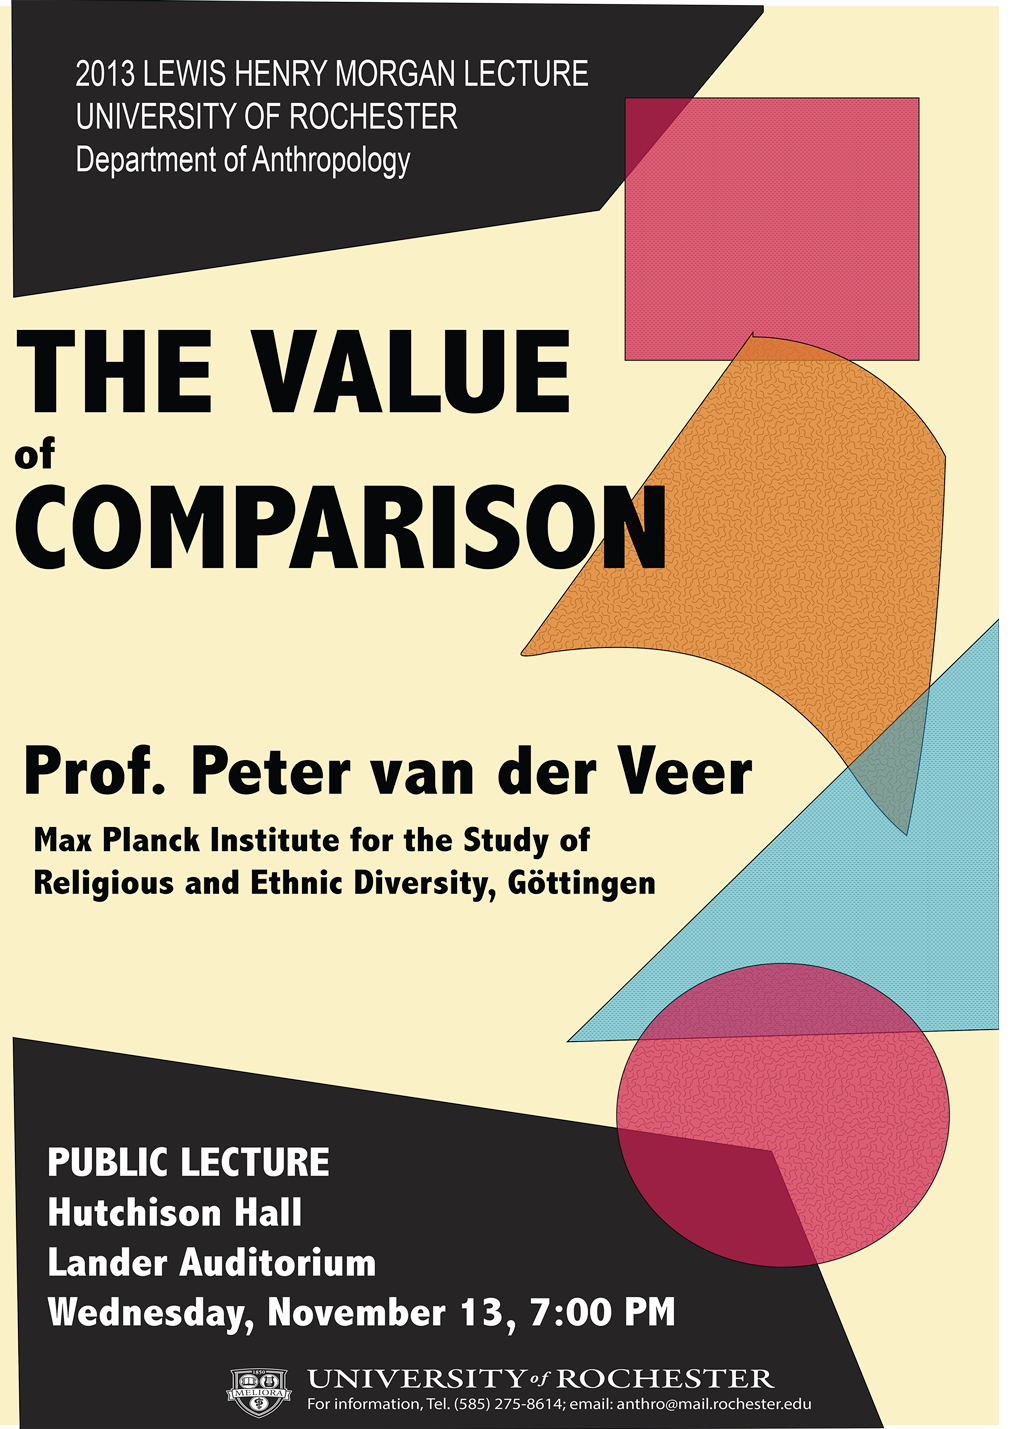 2013 LEWIS HENRY MORGAN LECTURE
UNIVERSITY OF ROCHESTER
Department of Anthropology
THE VALUE
of
COMPARISON
Prof. Peter van der Veer
Max Planck Institute for the Study of
Religious and Ethnic Diversity, Göttingen
PUBLIC LECTURE
Hutchison Hall
Lander Auditorium
Wednesday, November 13, 7:00 PM
1850
MELIORA
UNIVERSITY of ROCHESTER
For information, Tel. (585) 275-8614; email: anthro@mail.rochester.edu